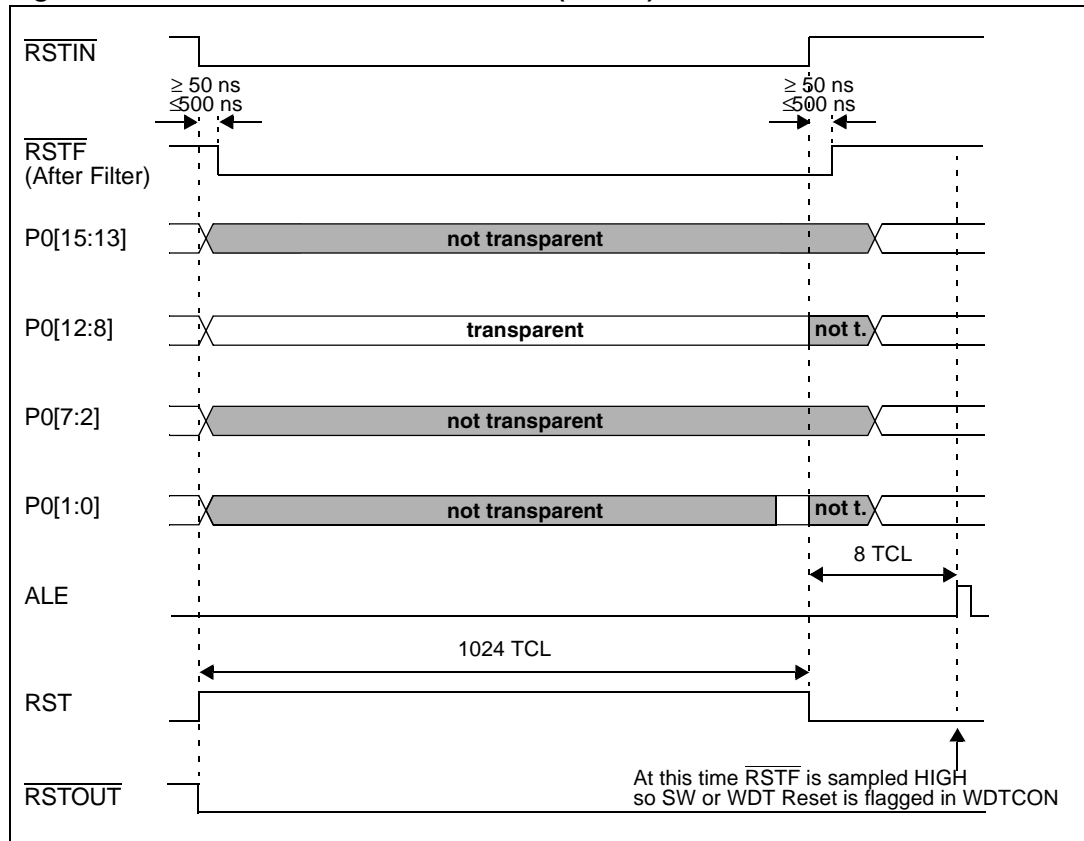 RSTIN
≥ 50 ns
≤500 ns
≥ 50 ns
≤500 ns
RSTF
(After Filter)
P0[15:13]
not transparent
P0[12:8]
transparent
not t.
P0[7:2]
not transparent
P0[1:0]
not transparent
not t.
8 TCL
ALE
1024 TCL
RST
At this time RSTF is sampled HIGH
so SW or WDT Reset is flagged in WDTCON
RSTOUT